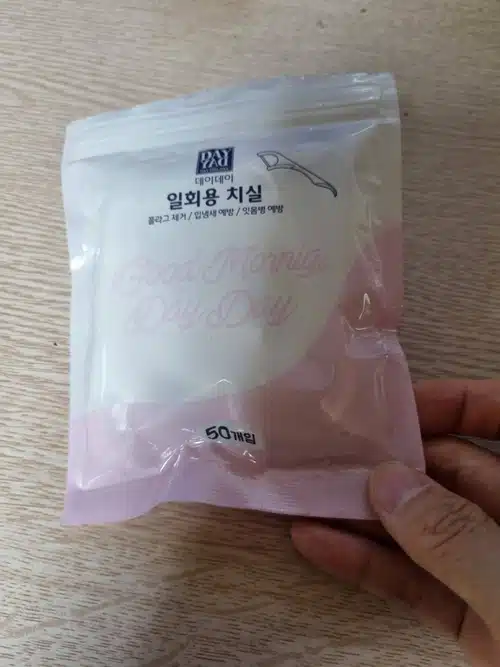 DAY
DAY
데이데이
일회용 치실
플라그 제거 / 입냄새 예방 / 잇몸병 예방
Good Mornig
Day Day
50개입